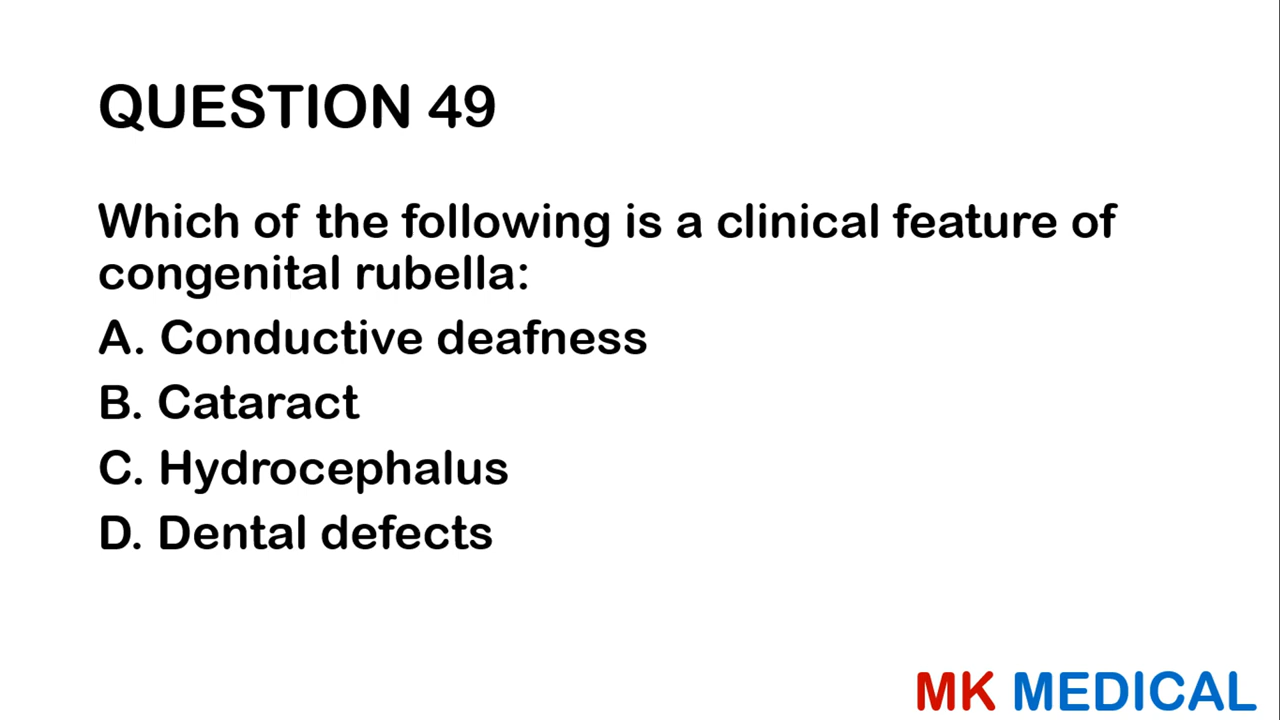 QUESTION 49
Which of the following is a clinical feature of
congenital rubella:
A. Conductive deafness
B. Cataract
C. Hydrocephalus
D. Dental defects
MK MEDICAL